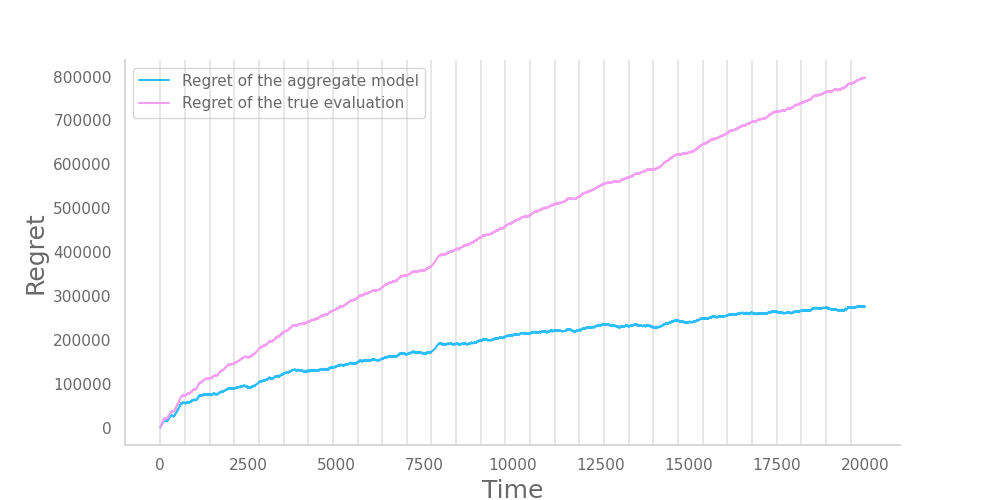 Regret of the aggregate model
Regret of the true evaluation
800000
700000
600000
500000
400000
300000
200000
100000
0
Regret
0 2500 5000 7500 10000 12500 15000 17500 20000
Time